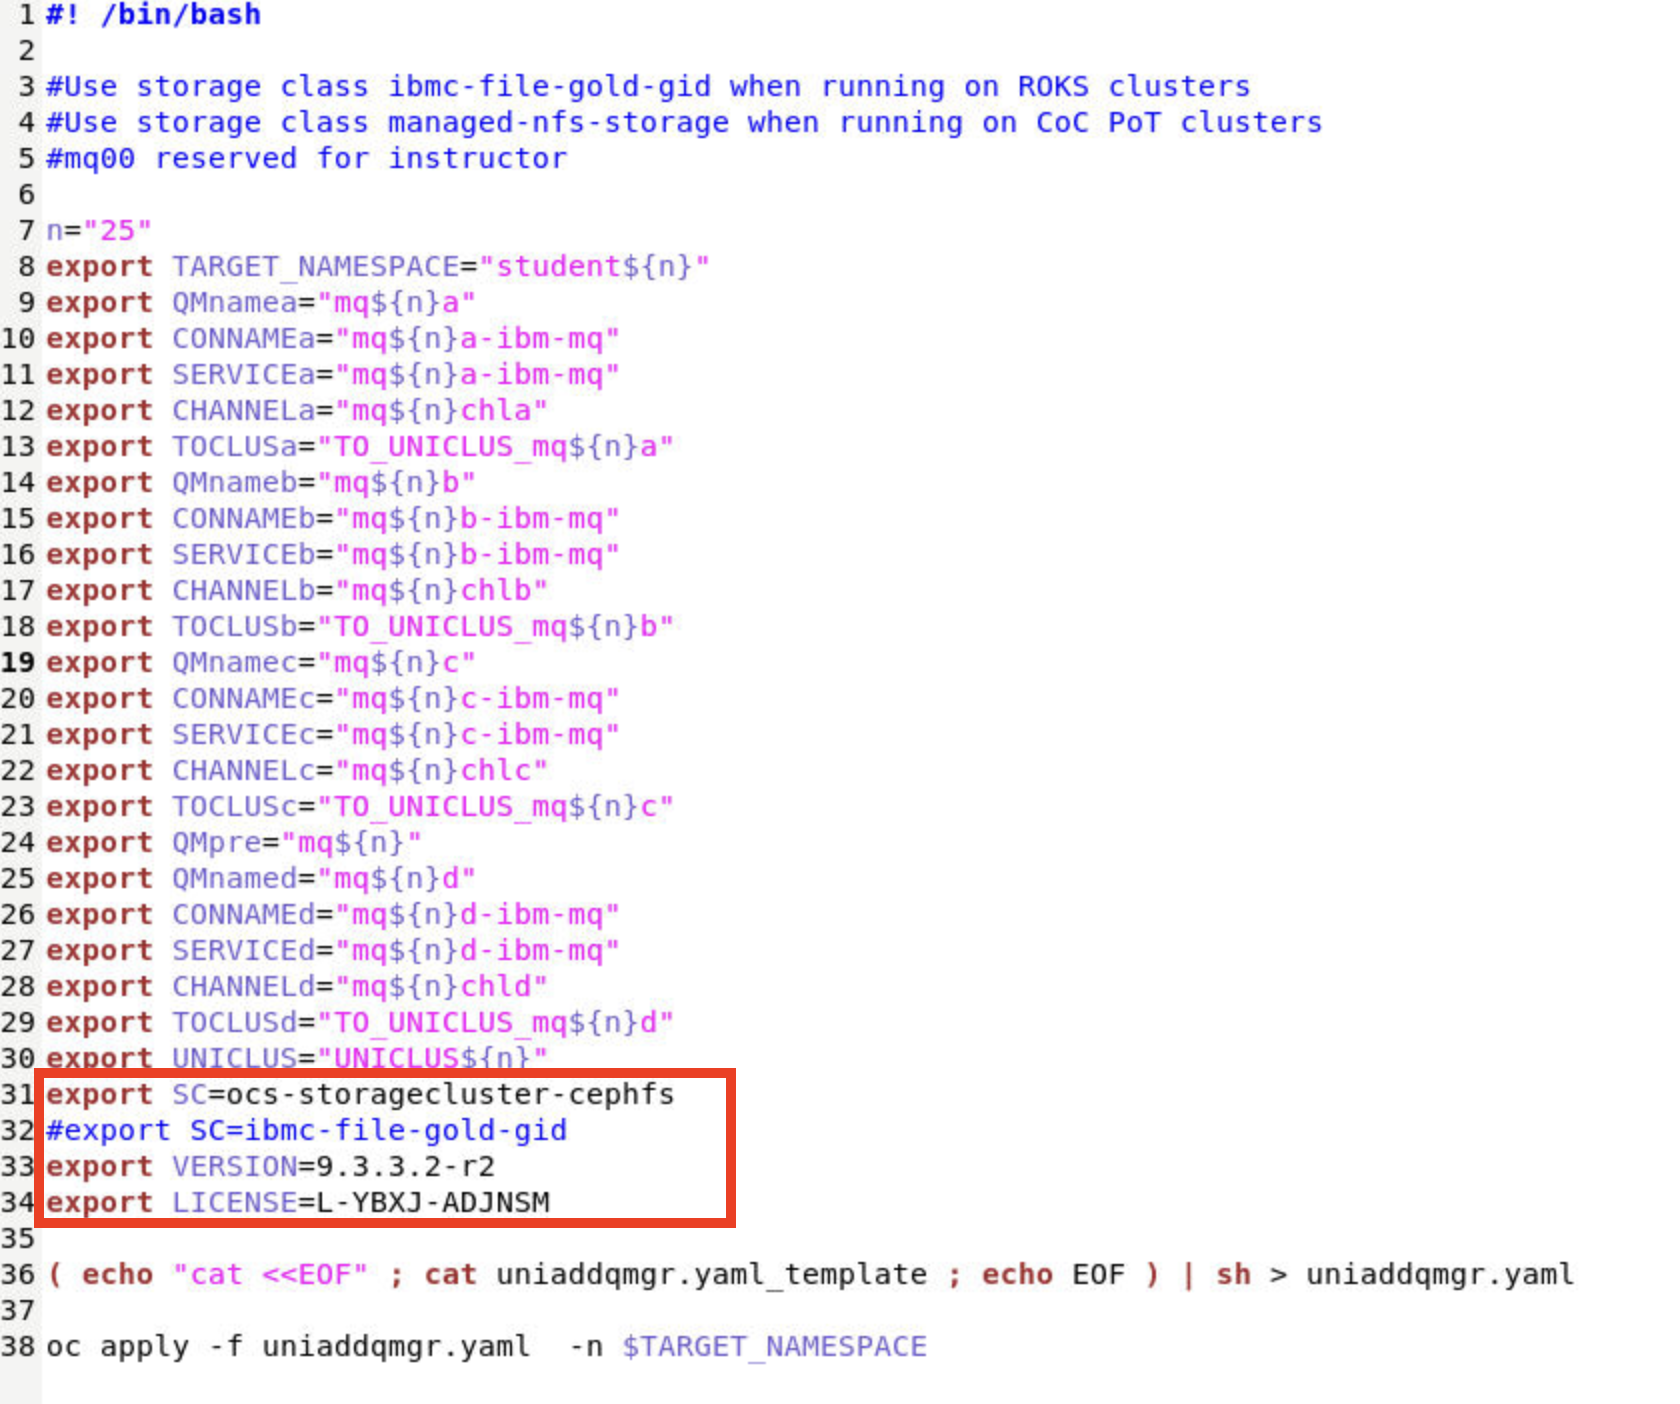 1 #! /bin/bash
2
3 #Use storage class ibmc-file-gold-gid when running on ROKS clusters
4 #Use storage class managed-nfs-storage when running on CoC PoT clusters
5 #mq00 reserved for instructor
6
7 n="25"
8 export TARGET_NAMESPACE="student${n}"
9 export QMnamea="mq${n}a"
10 export CONNAMEa="mq${n}a-ibm-mq"
11 export SERVICEa="mq${n}a-ibm-mq"
12 export CHANNELa="mq${n}chla"
13 export TOCLUSa="TO_UNICLUS_mq${n}a"
14 export QMnameb="mq${n}b"
15 export CONNAMEb="mq${n}b-ibm-mq"
16 export SERVICEb="mq${n}b-ibm-mq"
17 export CHANNELb="mq${n}chlb"
18 export TOCLUSb="TO_UNICLUS_mq${n}b"
19 export QMnamec="mq${n}c"
20 export CONNAMEc="mq${n}c-ibm-mq"
21 export SERVICEc="mq${n}c-ibm-mq"
22 export CHANNELc="mq${n}chlc"
23 export TOCLUSc="TO_UNICLUS_mq${n}c"
24 export QMpre="mq${n}"
25 export QMnamed="mq${n}d"
26 export CONNAMEd="mq${n}d-ibm-mq"
27 export SERVICEd="mq${n}d-ibm-mq"
28 export CHANNELd="mq${n}chld"
29 export TOCLUSd="TO_UNICLUS_mq${n}d"
30 export UNICLUS="UNICLUS${n}"
31 export SC=ocs-storagecluster-cephfs
32 #export SC=ibmc-file-gold-gid
33 export VERSION=9.3.3.2-r2
34 export LICENSE=L-YBXJ-ADJNSM
35
36 ( echo "cat <<EOF" ; cat uniaddqmgr.yaml_template ; echo EOF ) | sh > uniaddqmgr.yaml
37
38 oc apply -f uniaddqmgr.yaml  -n $TARGET_NAMESPACE